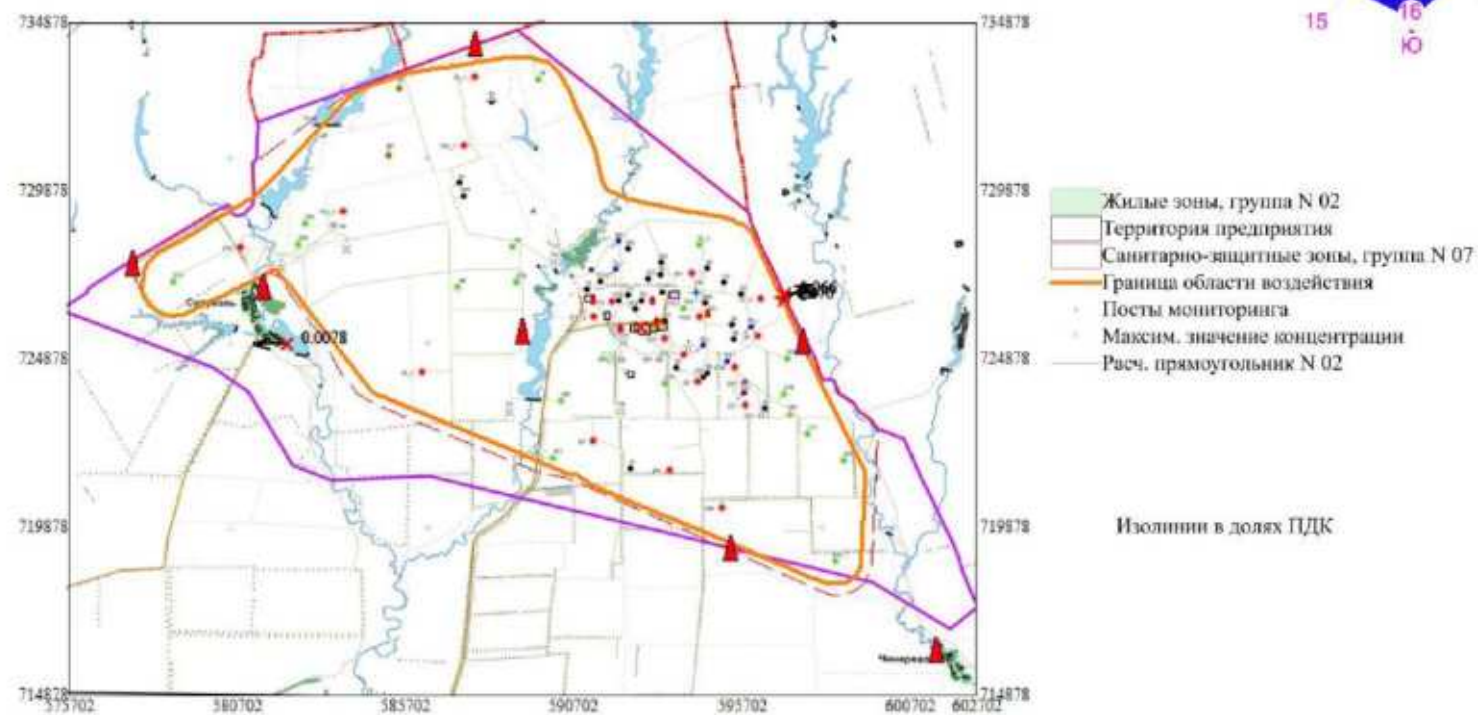 15
16
Ю
734878
734878
729878
729878
Жилые зоны, группа N 02
Территория предприятия
Санитарно-защитные зоны, группа N 07
Граница области воздействия
Посты мониторинга
Максим. значение концентрации
Расч. прямоугольник N 02
0.0078
724878
724878
719878
719878
Изолинии в долях ПДК
714878
714878
575702
580702
585702
590702
595702
600702
602702